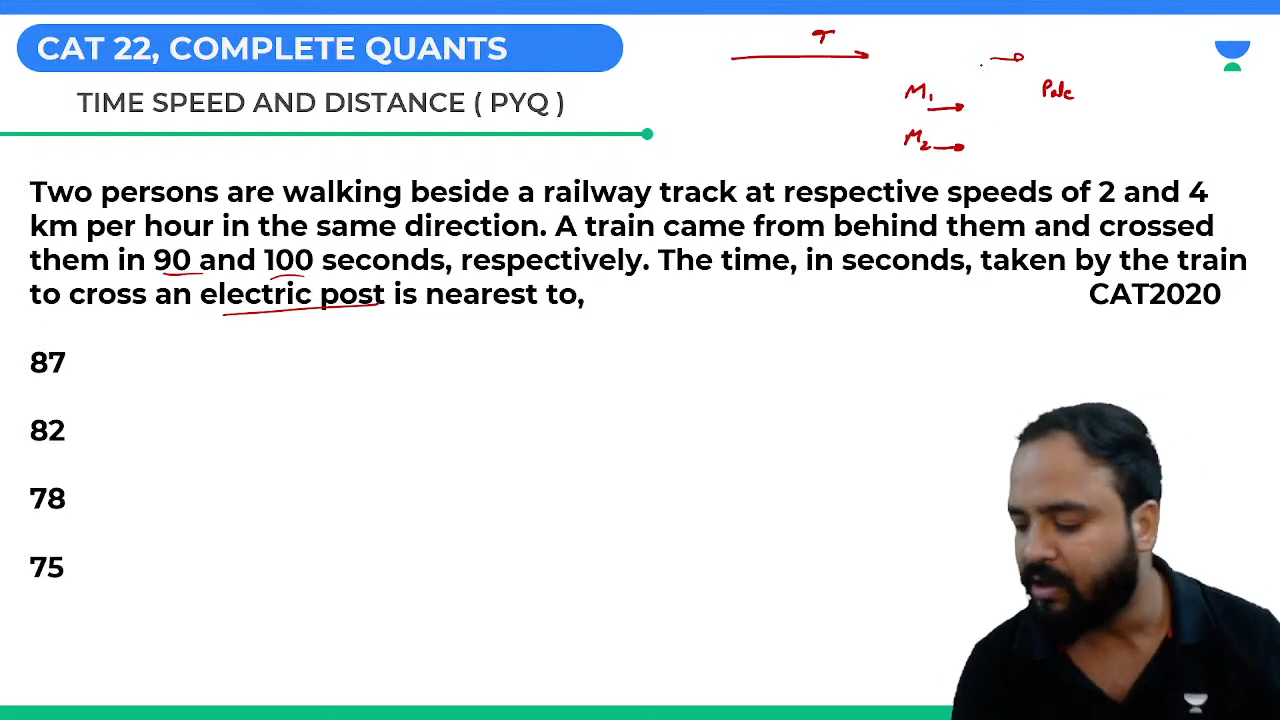 CAT 22, COMPLETE QUANTS
TIME SPEED AND DISTANCE ( PYQ )
T
M1
Pole
M2
Two persons are walking beside a railway track at respective speeds of 2 and 4
km per hour in the same direction. A train came from behind them and crossed
them in 90 and 100 seconds, respectively. The time, in seconds, taken by the train
to cross an electric post is nearest to,
CAT2020
87
82
78
75